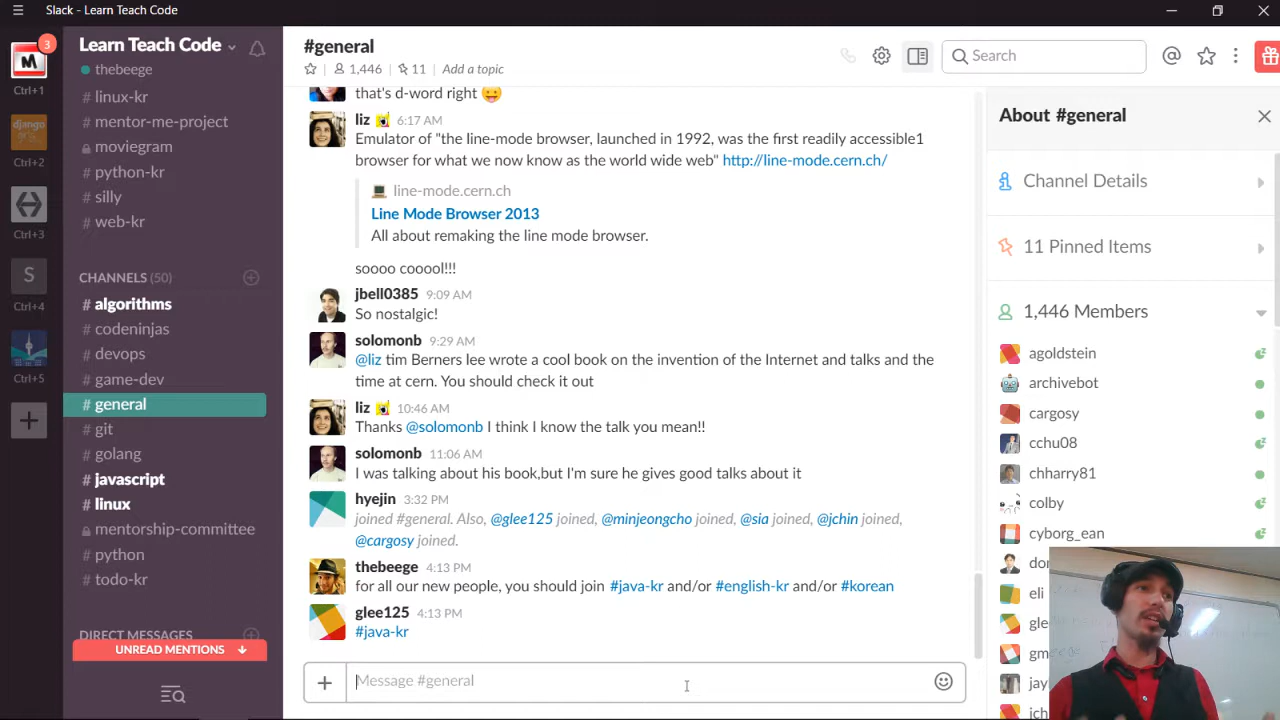 Slack - Learn Teach Code
M
3
Ctrl+1
django
Ctrl+2
Ctrl+3
S
Ctrl+4
Ctrl+5
Learn Teach Code
thebeege
# linux-kr
# mentor-me-project
moviegram
# python-kr
# silly
# web-kr
CHANNELS (50)
# algorithms
# codeninjas
# devops
# game-dev
# general
# git
# golang
# javascript
# linux
mentorship-committee
# python
# todo-kr
DIRECT MESSAGES
UNREAD MENTIONS
#general
1,446
11
Add a topic
Search
that's d-word right
liz 6:17 AM
Emulator of "the line-mode browser, launched in 1992, was the first readily accessible1
browser for what we now know as the world wide web" http://line-mode.cern.ch/
line-mode.cern.ch
Line Mode Browser 2013
All about remaking the line mode browser.
soooo cooool!!!
jbell0385 9:09 AM
So nostalgic!
solomonb 9:29 AM
@liz tim Berners lee wrote a cool book on the invention of the Internet and talks and the
time at cern. You should check it out
liz 10:46 AM
Thanks @solomonb I think I know the talk you mean!!
solomonb 11:06 AM
I was talking about his book,but I'm sure he gives good talks about it
hyejin 3:32 PM
joined #general. Also, @glee125 joined, @minjeongcho joined, @sia joined, @jchin joined,
@cargosy joined.
thebeege 4:13 PM
for all our new people, you should join #java-kr and/or #english-kr and/or #korean
glee125 4:13 PM
#java-kr
Message #general
About #general
Channel Details
11 Pinned Items
1,446 Members
agoldstein
archivebot
cargosy
cchu08
chharry81
colby
cyborg_ean
eli